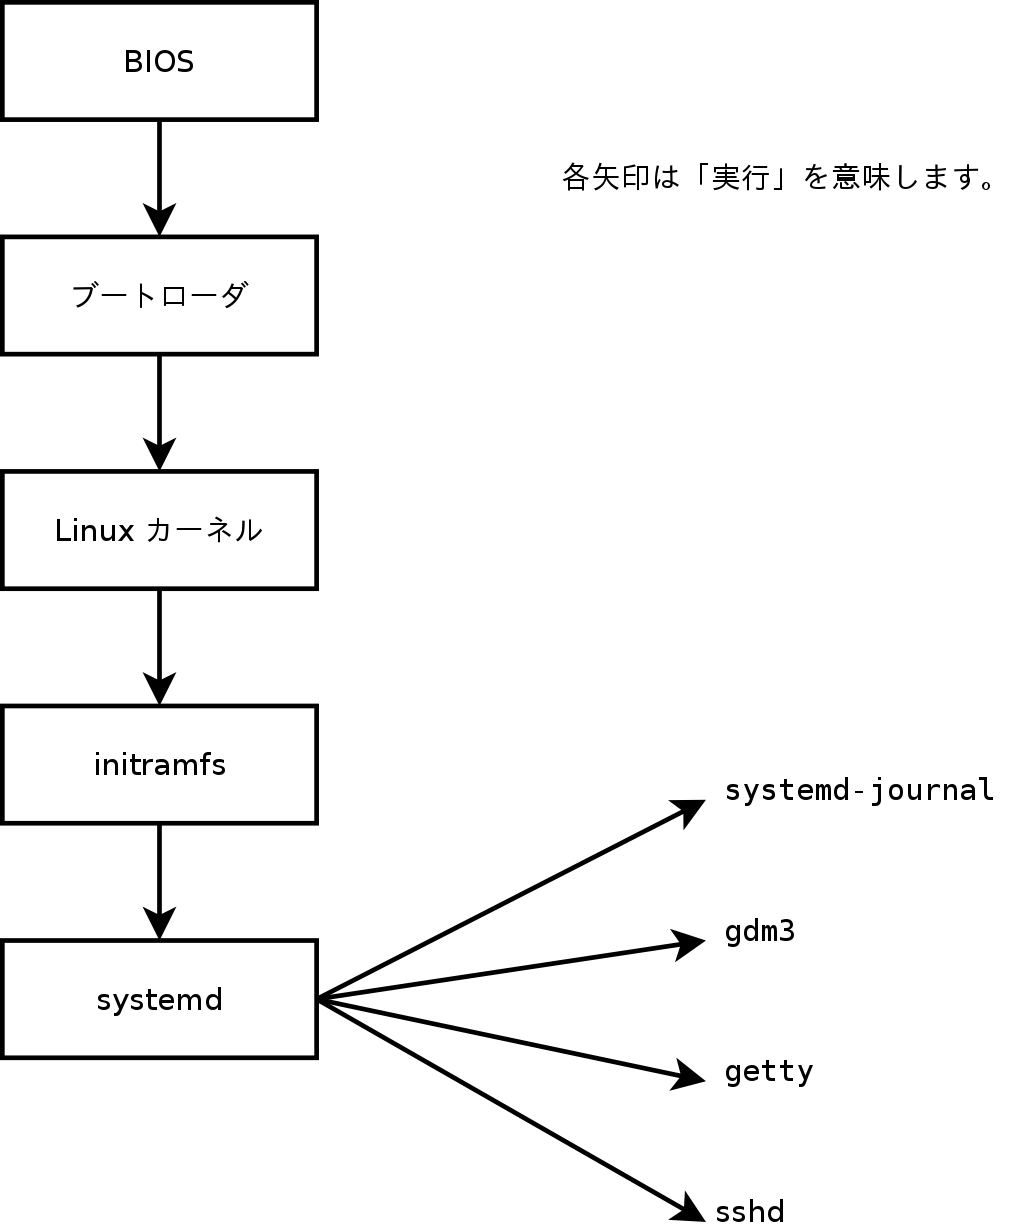 BIOS
各矢印は「実行」を意味します。
ブートローダ
Linux カーネル
initramfs
systemd-journal
gdm3
systemd
getty
sshd